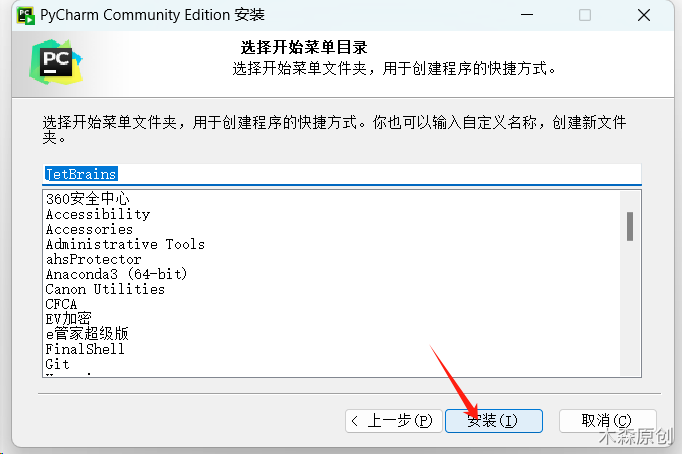 PyCharm Community Edition 安装
PC
选择开始菜单目录
选择开始菜单文件夹，用于创建程序的快捷方式。
选择开始菜单文件夹，用于创建程序的快捷方式。你也可以输入自定义名称，创建新文件
夹。
JetBrains
360安全中心
Accessibility
Accessories
Administrative Tools
ahsProtector
Anaconda3 (64-bit)
Canon Utilities
CFCA
EV加密
e管家超级版
FinalShell
Git
< 上一步(P)
安装(I)
取消(C)
木森原创